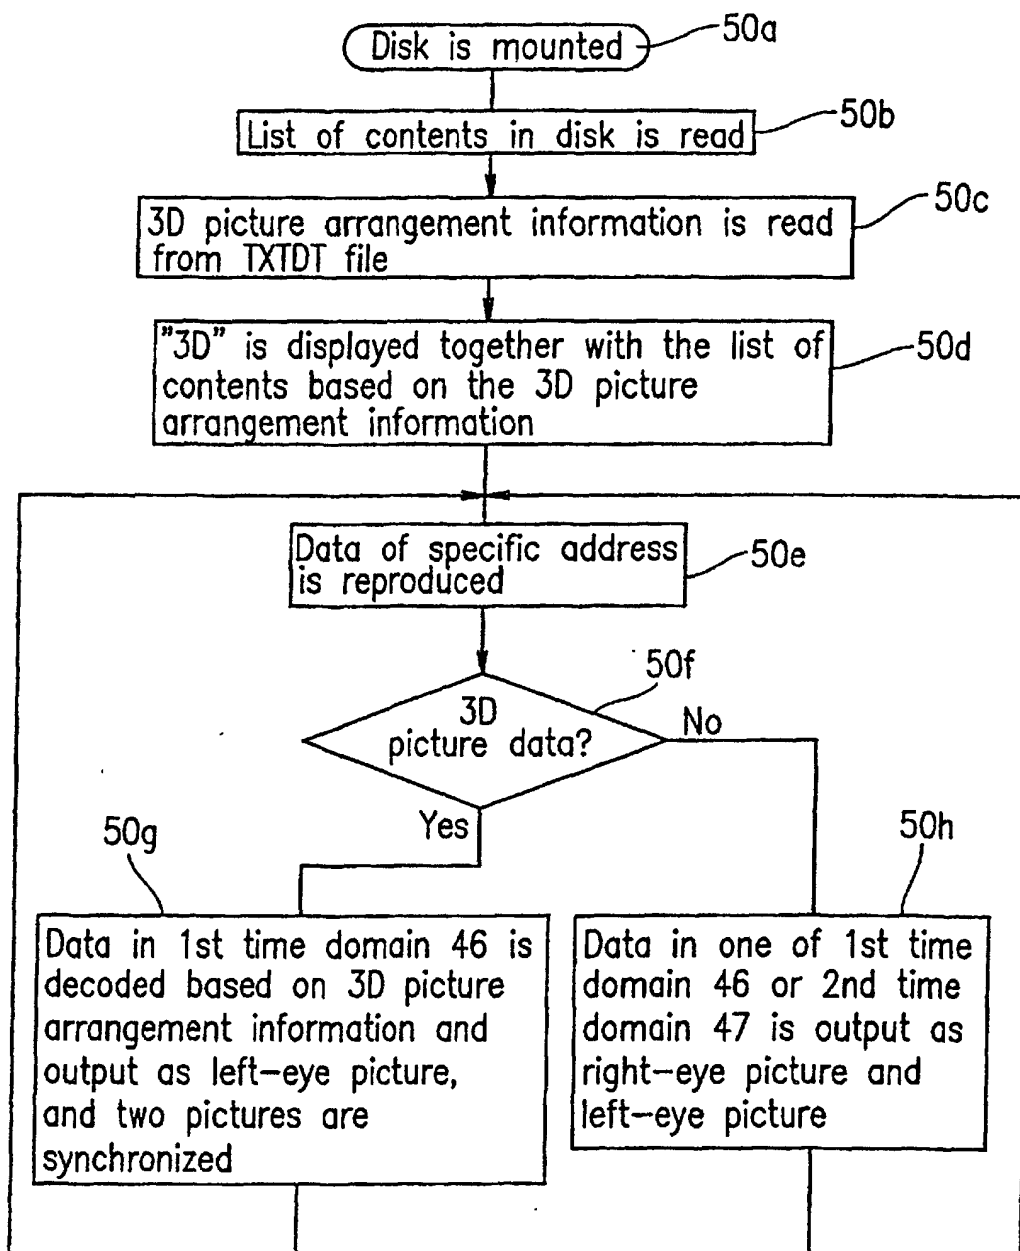 Disk is mounted
50a
List of contents in disk is read
50b
3D picture arrangement information is read
from TXTDT file
50c
"3D" is displayed together with the list of
contents based on the 3D picture
arrangement information
50d
Data of specific address
is reproduced
50e
3D
picture data?
50f
No
Yes
50g
Data in 1st time domain 46 is
decoded based on 3D picture
arrangement information and
output as left-eye picture,
and two pictures are
synchronized
50h
Data in one of 1st time
domain 46 or 2nd time
domain 47 is output as
right-eye picture and
left-eye picture